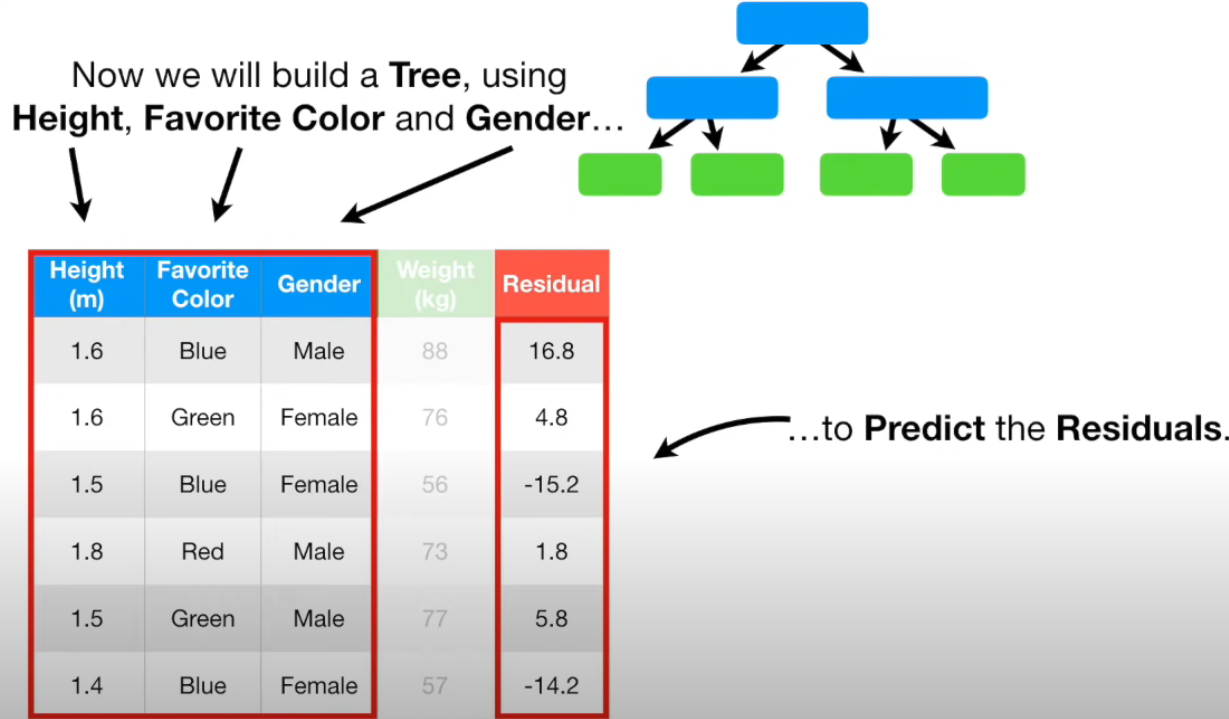 Now we will build a Tree, using
Height, Favorite Color and Gender...
Height (m) Favorite Color Gender Weight (kg) Residual
1.6 Blue Male 88 16.8
1.6 Green Female 76 4.8
...to Predict the Residuals.
1.5 Blue Female 56 -15.2
1.8 Red Male 73 1.8
1.5 Green Male 77 5.8
1.4 Blue Female 57 -14.2